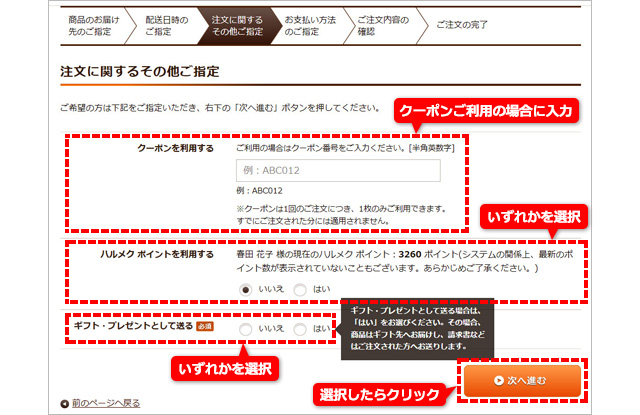 商品のお届け
先のご指定
配送日時の
ご指定
注文に関する
その他ご指定
お支払い方法
のご指定
ご注文内容の
確認
ご注文の完了
注文に関するその他ご指定
ご希望の方は下記をご指定いただき、右下の「次へ進む」ボタンを押してください。
クーポンご利用の場合に入力
クーポンを利用する
ご利用の場合はクーポン番号をご入力ください。[半角英数字]
例：ABC012
例：ABC012
※クーポンは1回のご注文につき、1枚のみご利用できます。
すでにご注文された分には適用されません。
いずれかを選択
ハルメク ポイントを利用する
春田 花子 様の現在のハルメク ポイント：3260 ポイント(システムの関係上、最新のポ
イント数が表示されていないこともございます。あらかじめご了承ください。)
いいえ はい
ギフト・プレゼントとして送る 必須
いいえ はい
ギフト・プレゼントとして送る場合は、
「はい」をお選びください。その場合、
商品はギフト先へお届けし、請求書など
はご注文された方へお送りします。
いずれかを選択
選択したらクリック
次へ進む
前のページへ戻る